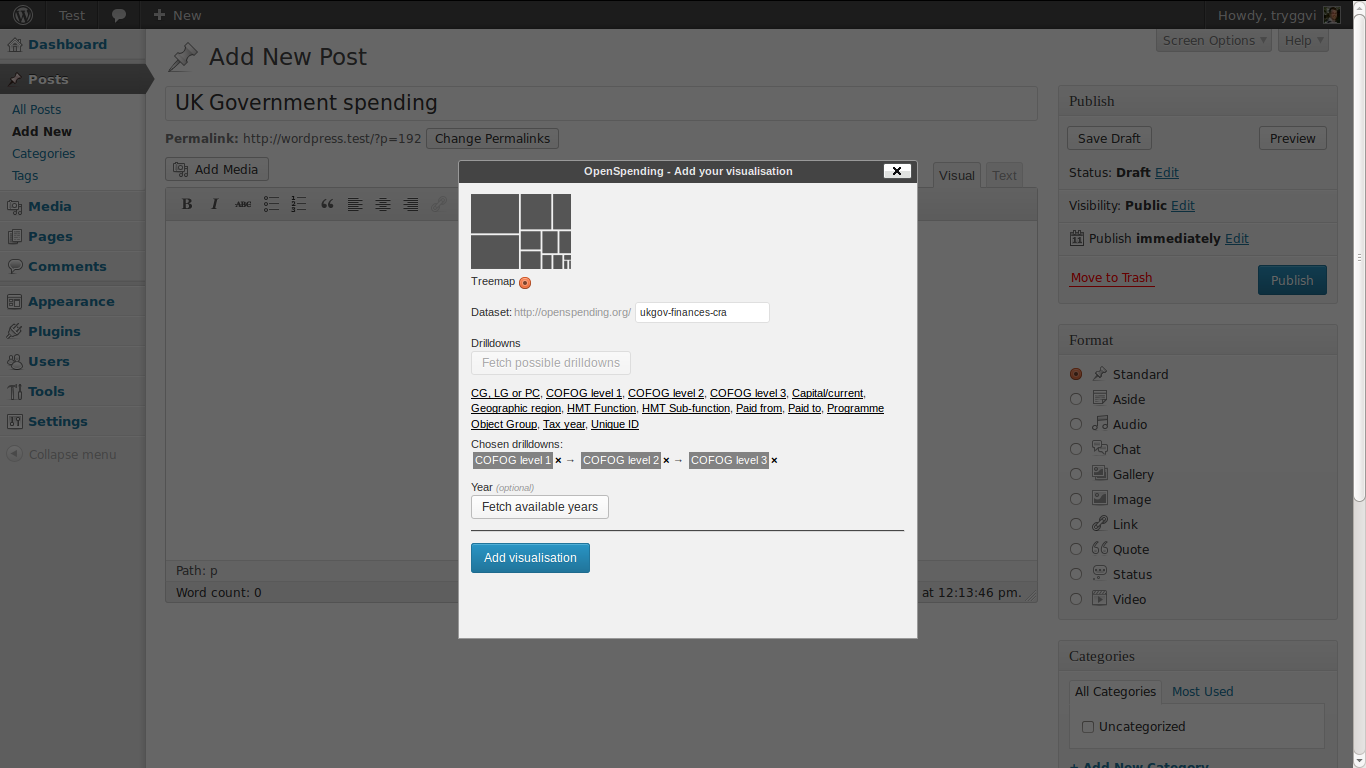 Test
New
Howdy, tryggvi
Screen Options
Help
Dashboard
Posts
All Posts
Add New
Categories
Tags
Media
Pages
Comments
Appearance
Plugins
Users
Tools
Settings
Collapse menu
Add New Post
UK Government spending
Permalink: http://wordpress.test/?p=192 Change Permalinks
Add Media
Visual Text
B I ABC
Path: p
Word count: 0
at 12:13:46 pm.
OpenSpending - Add your visualisation
Treemap
Dataset: http://openspending.org/ ukgov-finances-cra
Drilldowns
Fetch possible drilldowns
CG, LG or PC, COFOG level 1, COFOG level 2, COFOG level 3, Capital/current,
Geographic region, HMT Function, HMT Sub-function, Paid from, Paid to, Programme
Object Group, Tax year, Unique ID
Chosen drilldowns:
COFOG level 1 × → COFOG level 2 × → COFOG level 3 ×
Year (optional)
Fetch available years
Add visualisation
Publish
Save Draft Preview
Status: Draft Edit
Visibility: Public Edit
Publish immediately Edit
Move to Trash Publish
Format
Standard
Aside
Audio
Chat
Gallery
Image
Link
Quote
Status
Video
Categories
All Categories Most Used
Uncategorized
+ Add New Category